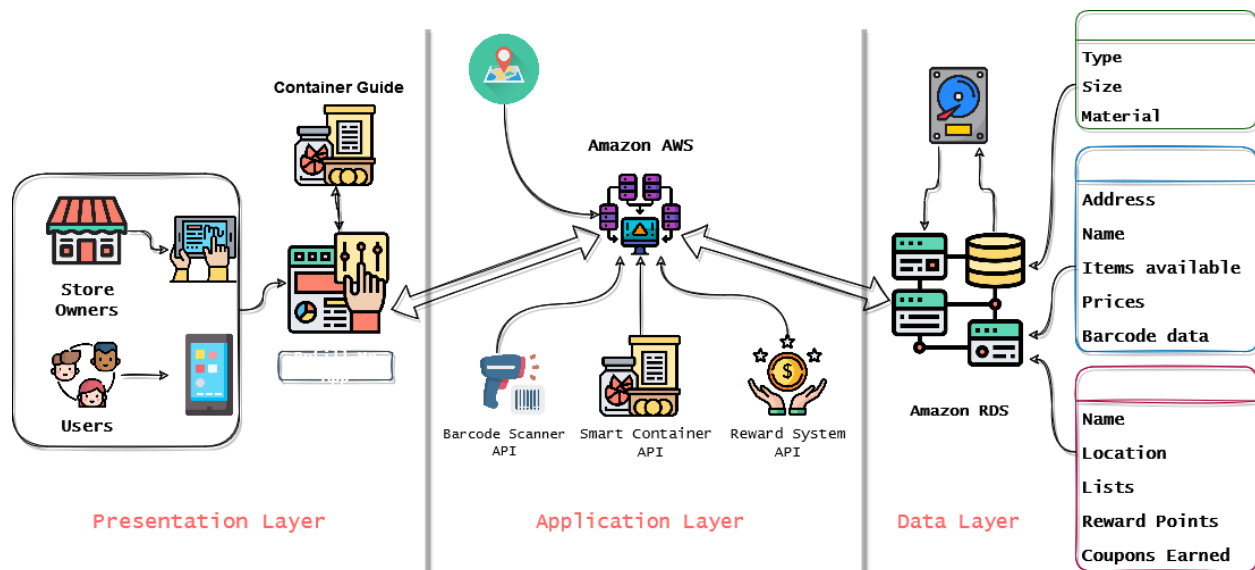 Container Guide
Store
Owners
Users
Presentation Layer
Amazon AWS
Barcode Scanner
API
Smart Container
API
Reward System
API
Application Layer
Amazon RDS
Data Layer
Type
Size
Material
Address
Name
Items available
Prices
Barcode data
Name
Location
Lists
Reward Points
Coupons Earned